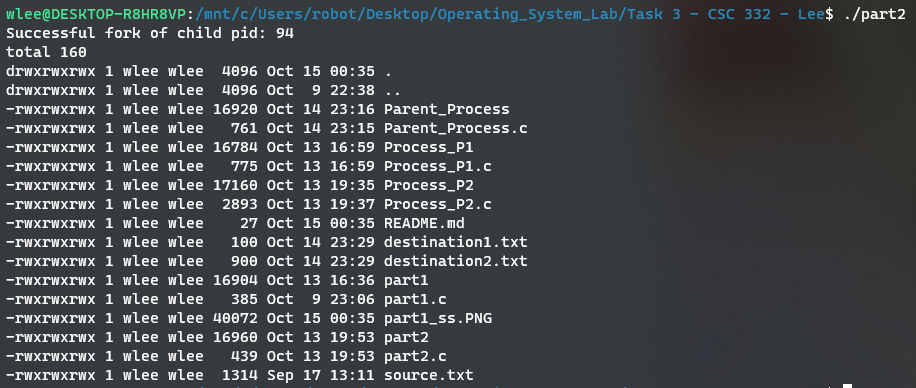 wlee@DESKTOP-R8HR8VP:/mnt/c/Users/robot/Desktop/Operating_System_Lab/Task 3 - CSC 332 - Lee$ ./part2
Successful fork of child pid: 94
total 160
drwxrwxrwx 1 wlee wlee  4096 Oct 15 00:35 .
drwxrwxrwx 1 wlee wlee  4096 Oct  9 22:38 ..
-rwxrwxrwx 1 wlee wlee 16920 Oct 14 23:16 Parent_Process
-rwxrwxrwx 1 wlee wlee   761 Oct 14 23:15 Parent_Process.c
-rwxrwxrwx 1 wlee wlee 16784 Oct 13 16:59 Process_P1
-rwxrwxrwx 1 wlee wlee   775 Oct 13 16:59 Process_P1.c
-rwxrwxrwx 1 wlee wlee 17160 Oct 13 19:35 Process_P2
-rwxrwxrwx 1 wlee wlee  2893 Oct 13 19:37 Process_P2.c
-rwxrwxrwx 1 wlee wlee    27 Oct 15 00:35 README.md
-rwxrwxrwx 1 wlee wlee   100 Oct 14 23:29 destination1.txt
-rwxrwxrwx 1 wlee wlee   900 Oct 14 23:29 destination2.txt
-rwxrwxrwx 1 wlee wlee 16904 Oct 13 16:36 part1
-rwxrwxrwx 1 wlee wlee   385 Oct  9 23:06 part1.c
-rwxrwxrwx 1 wlee wlee 40072 Oct 15 00:35 part1_ss.PNG
-rwxrwxrwx 1 wlee wlee 16960 Oct 13 19:53 part2
-rwxrwxrwx 1 wlee wlee   439 Oct 13 19:53 part2.c
-rwxrwxrwx 1 wlee wlee  1314 Sep 17 13:11 source.txt